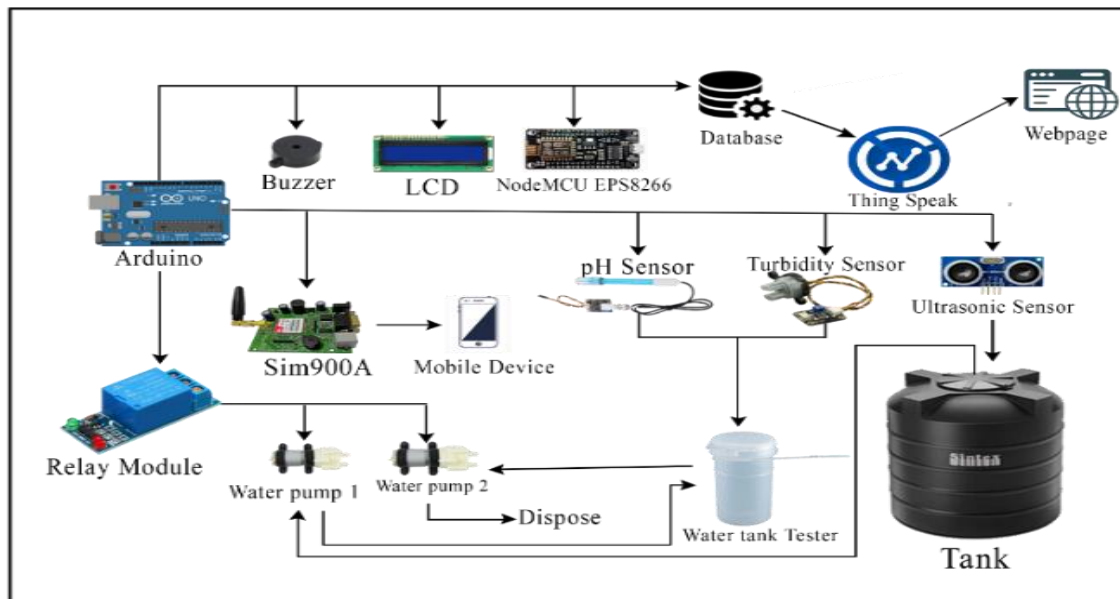 Database
Webpage
Buzzer
LCD
NodeMCU EPS8266
Thing Speak
UNO
Arduino
pH Sensor
Turbidity Sensor
Ultrasonic Sensor
Sim900A
Mobile Device
Relay Module
Sintex
Water pump 1
Water pump 2
Dispose
Water tank Tester
Tank